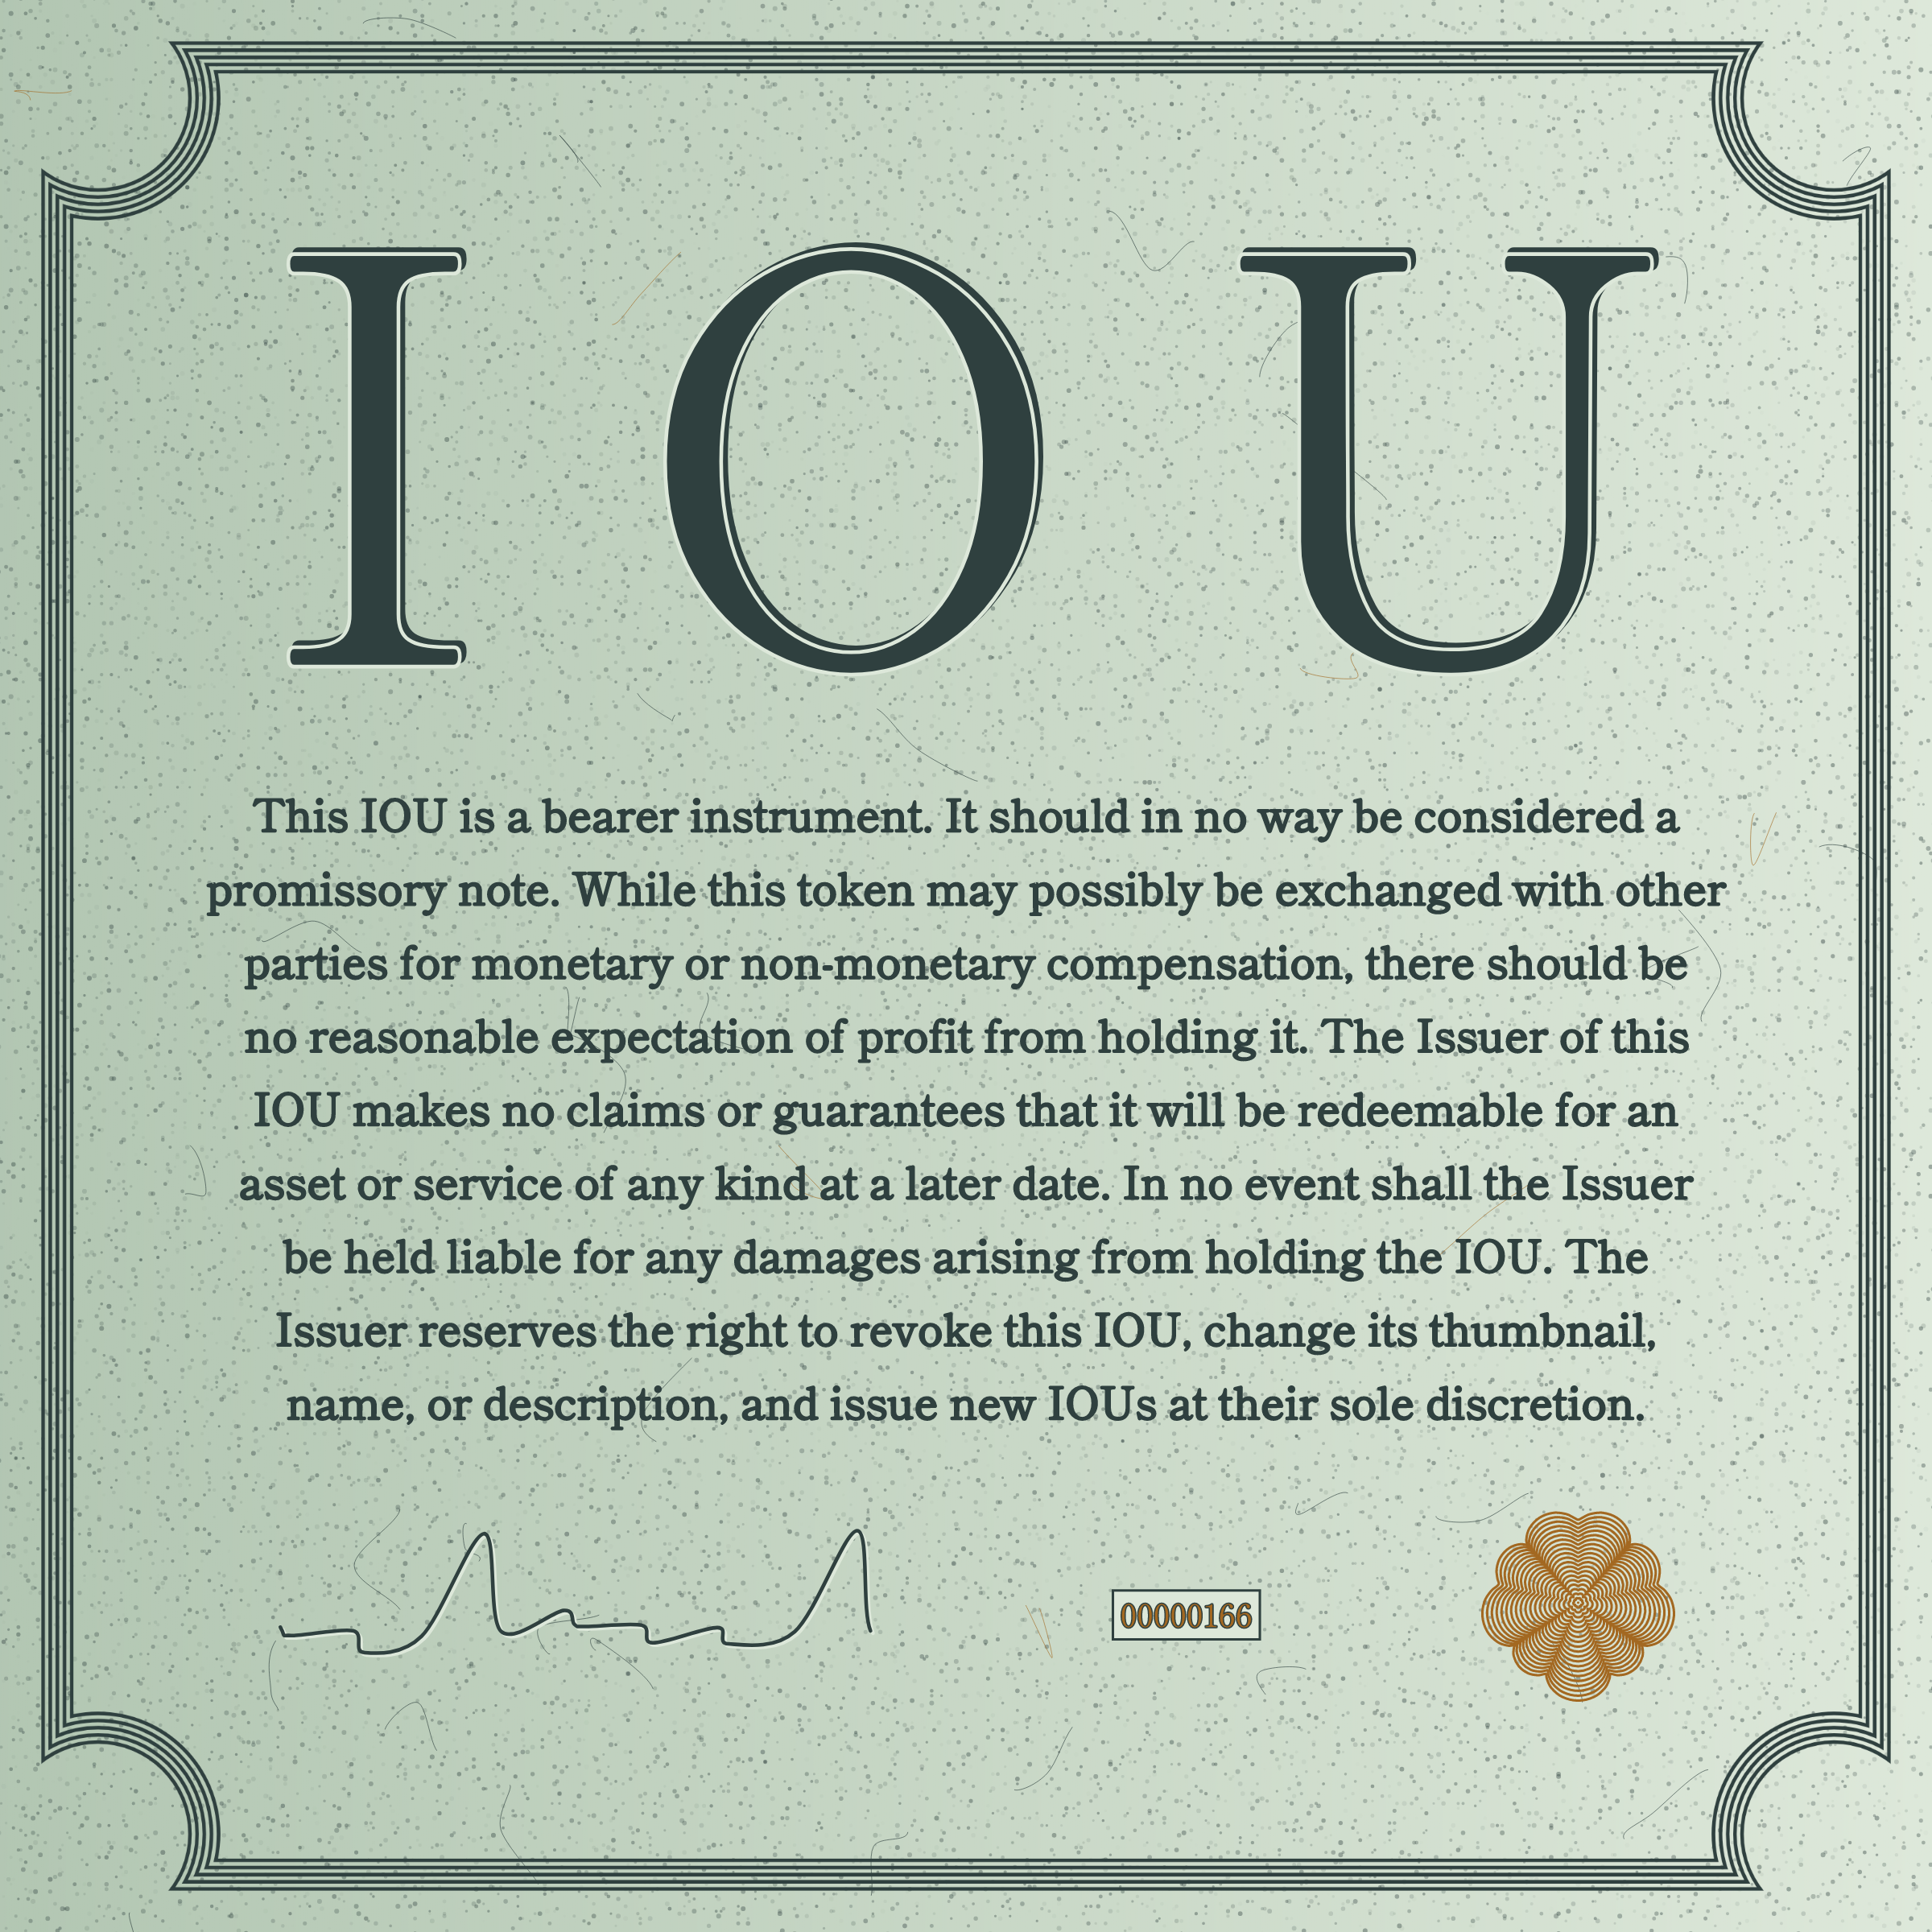 I O U
This IOU is a bearer instrument. It should in no way be considered a
promissory note. While this token may possibly be exchanged with other
parties for monetary or non-monetary compensation, there should be
no reasonable expectation of profit from holding it. The Issuer of this
IOU makes no claims or guarantees that it will be redeemable for an
asset or service of any kind at a later date. In no event shall the Issuer
be held liable for any damages arising from holding the IOU. The
Issuer reserves the right to revoke this IOU, change its thumbnail,
name, or description, and issue new IOUs at their sole discretion.
00000166